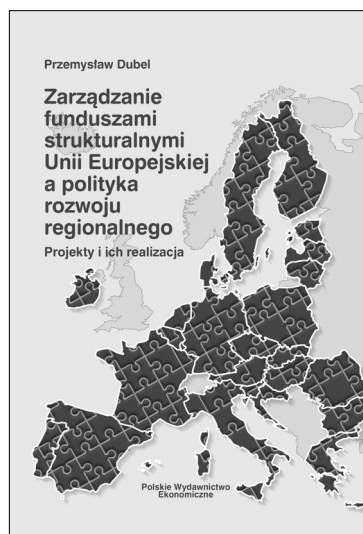 Przemysław Dubel
Zarządzanie
funduszami
strukturalnymi
Unii Europejskiej
a polityka
rozwoju
regionalnego
Projekty i ich realizacja
Polskie Wydawnictwo
Ekonomiczne